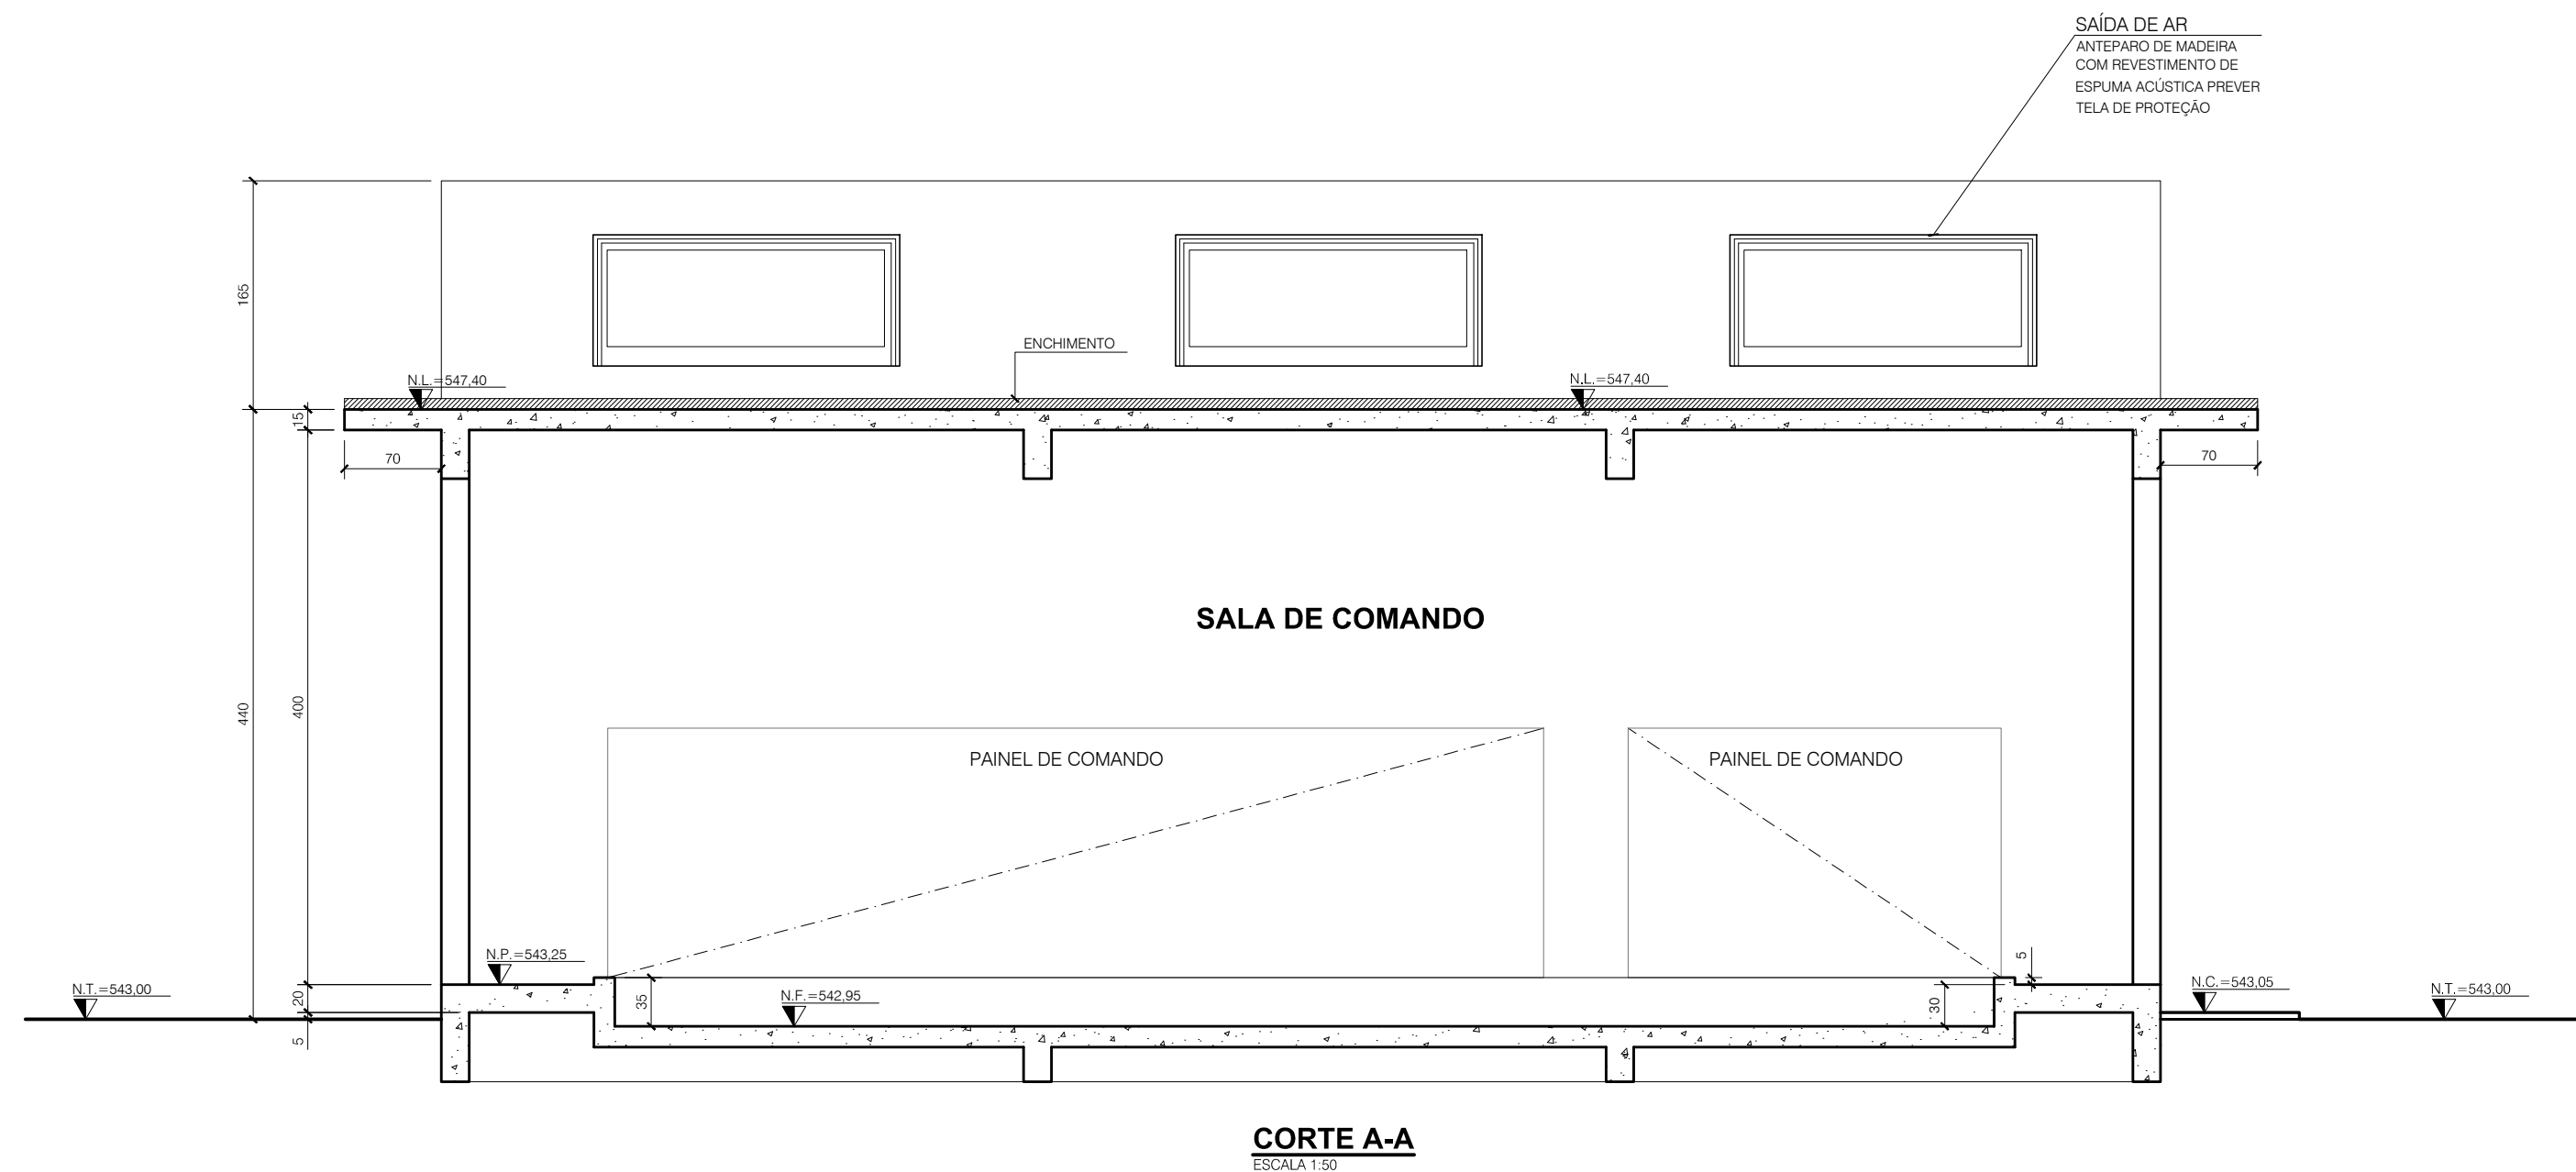 SAÍDA DE AR
ANTEPARO DE MADEIRA
COM REVESTIMENTO DE
ESPUMA ACÚSTICA PREVER
TELA DE PROTEÇÃO
165
ENCHIMENTO
N.L.=547,40
N.L.=547,40
15
70
70
SALA DE COMANDO
440
400
PAINEL DE COMANDO
PAINEL DE COMANDO
N.P.=543,25
5
N.T.=543,00
20
35
N.F.=542,95
30
N.C.=543,05
N.T.=543,00
5
CORTE A-A
ESCALA 1:50